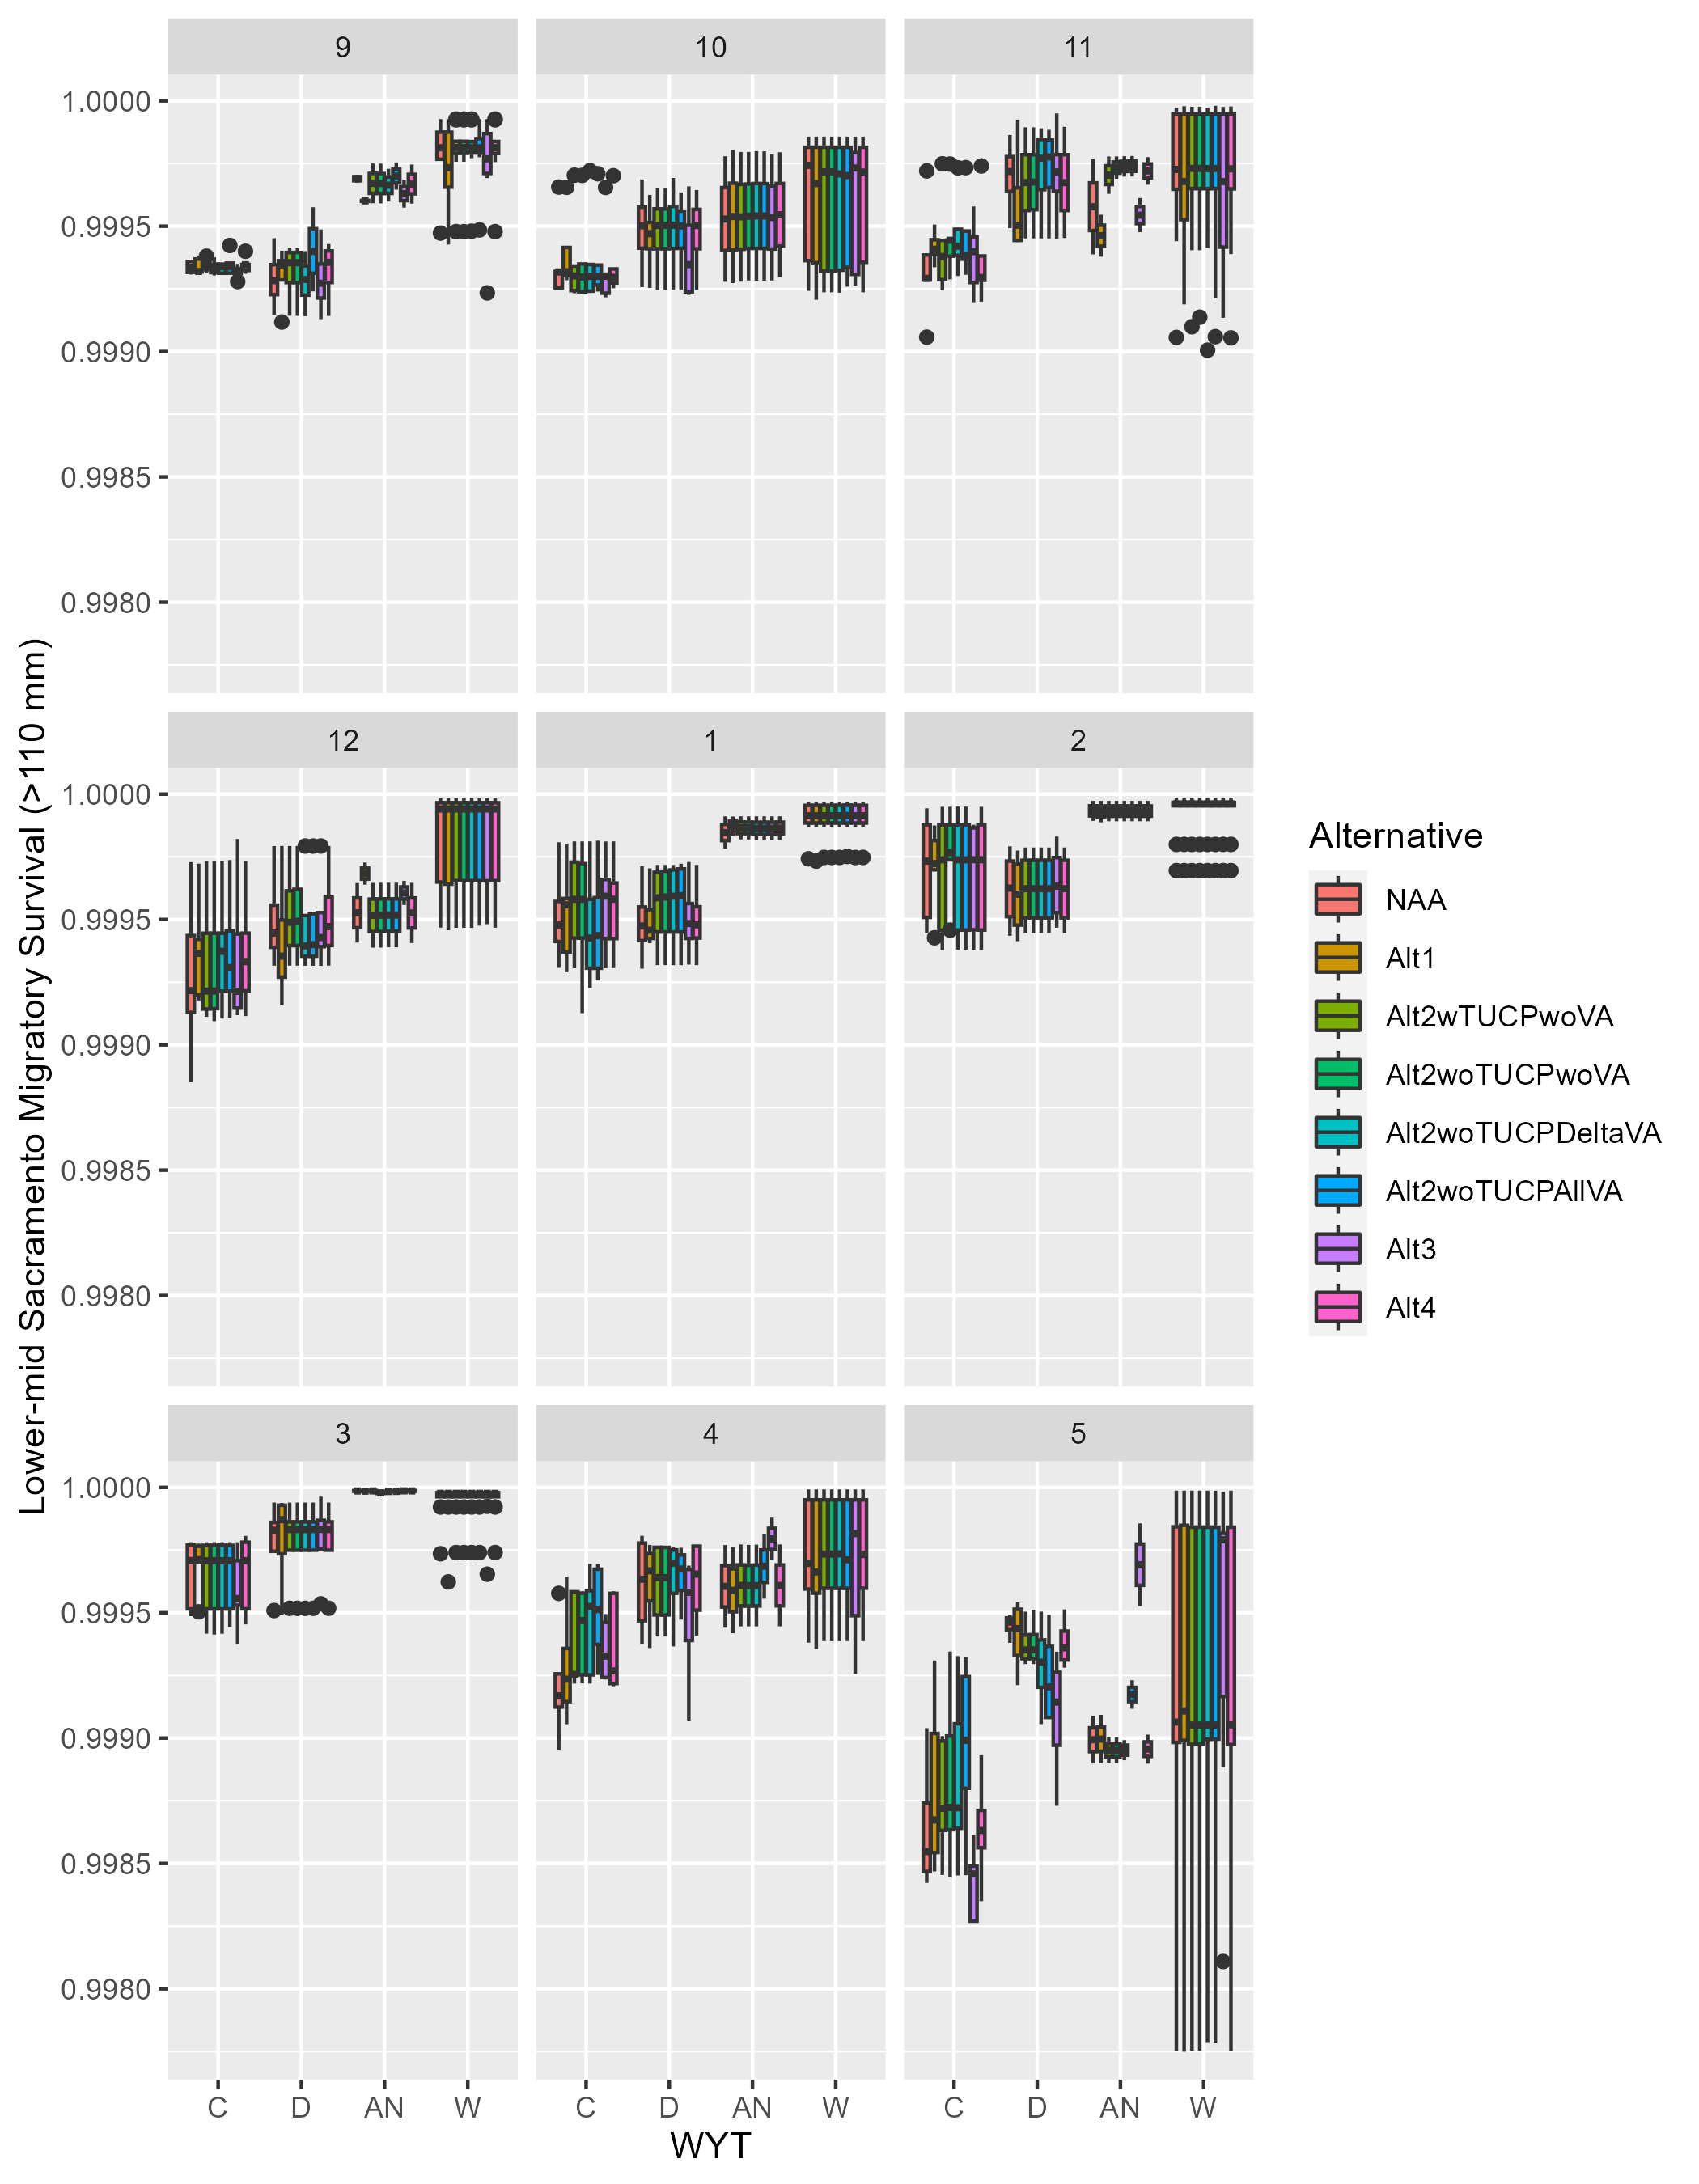 9 10 11
1.0000
0.9995
0.9990
0.9985
0.9980
12 1 2
1.0000
0.9995
0.9990
0.9985
0.9980
3 4 5
1.0000
0.9995
0.9990
0.9985
0.9980
C D AN W C D AN W C D AN W
WYT
Lower-mid Sacramento Migratory Survival (>110 mm)
Alternative
NAA
Alt1
Alt2wTUCPwoVA
Alt2woTUCPwoVA
Alt2woTUCPDeltaVA
Alt2woTUCPAllVA
Alt3
Alt4